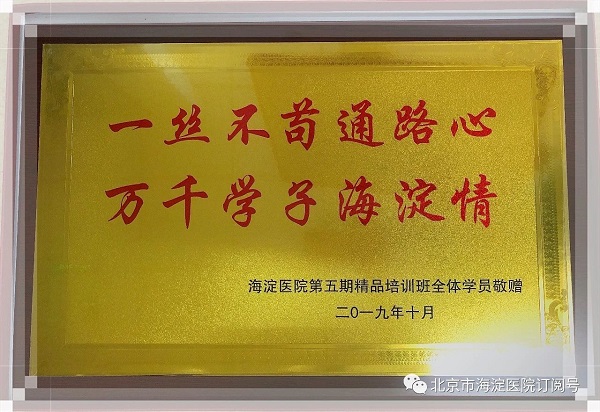 一丝不苟通路心
万千学子海淀情
海淀医院第五期精品培训班全体学员敬赠
二0一九年十月
北京市海淀医院订阅号